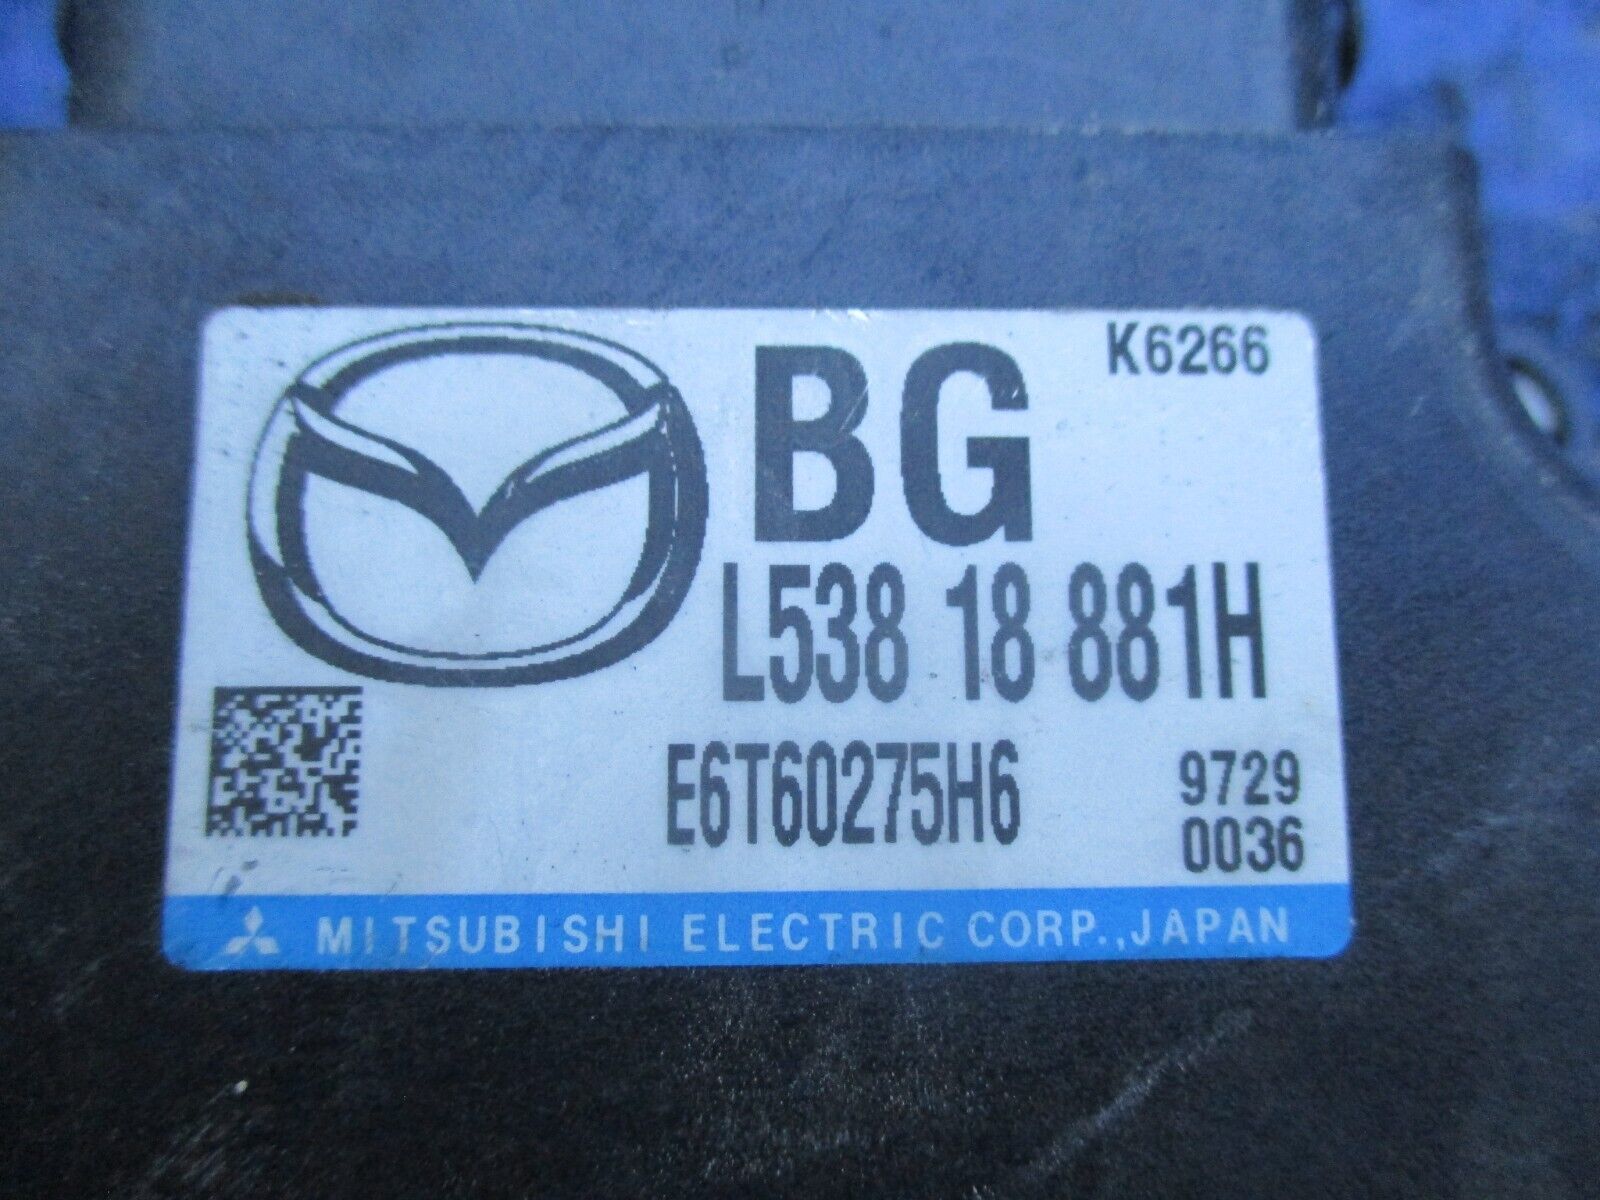 BG
K6266
L538 18 881H
E6T60275H6
9729
0036
MITSUBISHI ELECTRIC CORP.,JAPAN